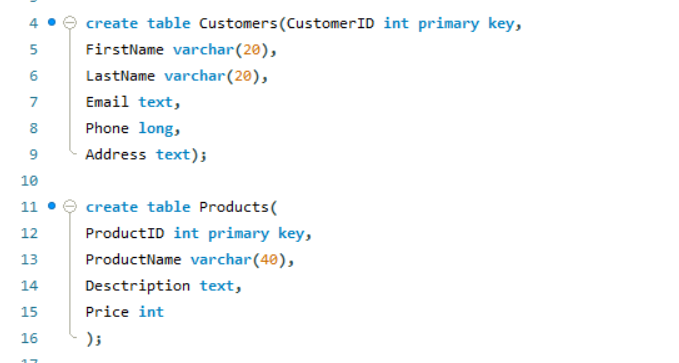 4 create table Customers(CustomerID int primary key,
5 FirstName varchar(20),
6 LastName varchar(20),
7 Email text,
8 Phone long,
9 Address text);
10
11 create table Products(
12 ProductID int primary key,
13 ProductName varchar(40),
14 Desctription text,
15 Price int
16 );